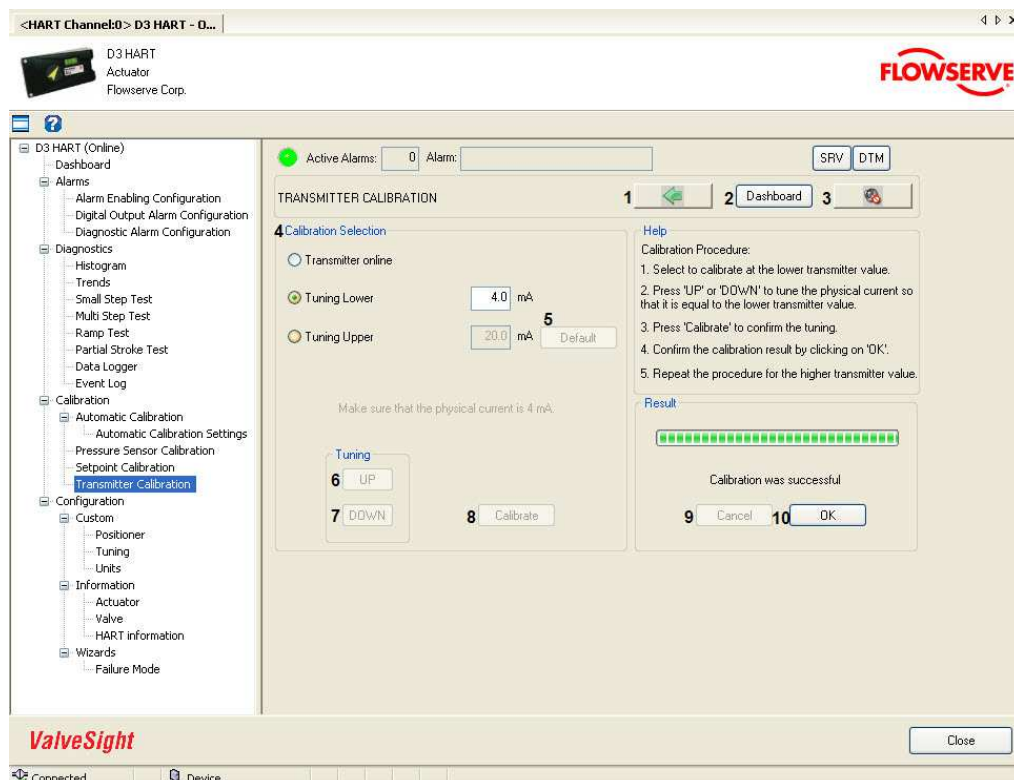 <HART Channel:0> D3 HART - O...
D3 HART
Actuator
Flowserve Corp.
FLOWSERVE
D3 HART (Online)
Dashboard
Alarms
Alarm Enabling Configuration
Digital Output Alarm Configuration
Diagnostic Alarm Configuration
Diagnostics
Histogram
Trends
Small Step Test
Multi Step Test
Ramp Test
Partial Stroke Test
Data Logger
Event Log
Calibration
Automatic Calibration
Automatic Calibration Settings
Pressure Sensor Calibration
Setpoint Calibration
Transmitter Calibration
Configuration
Custom
Positioner
Tuning
Units
Information
Actuator
Valve
HART information
Wizards
Failure Mode
Active Alarms: 0 Alarm: SRV DTM
TRANSMITTER CALIBRATION 1 2 Dashboard 3
4 Calibration Selection
Transmitter online
Tuning Lower 4.0 mA
5
Tuning Upper 20.0 mA Default
Make sure that the physical current is 4 mA.
Tuning
6 UP
7 DOWN 8 Calibrate
Help
Calibration Procedure:
1. Select to calibrate at the lower transmitter value.
2. Press 'UP' or 'DOWN' to tune the physical current so
that it is equal to the lower transmitter value.
3. Press 'Calibrate' to confirm the tuning.
4. Confirm the calibration result by clicking on 'OK'.
5. Repeat the procedure for the higher transmitter value.
Result
Calibration was successful
9 Cancel 10 OK
ValveSight
Close
Connected Device